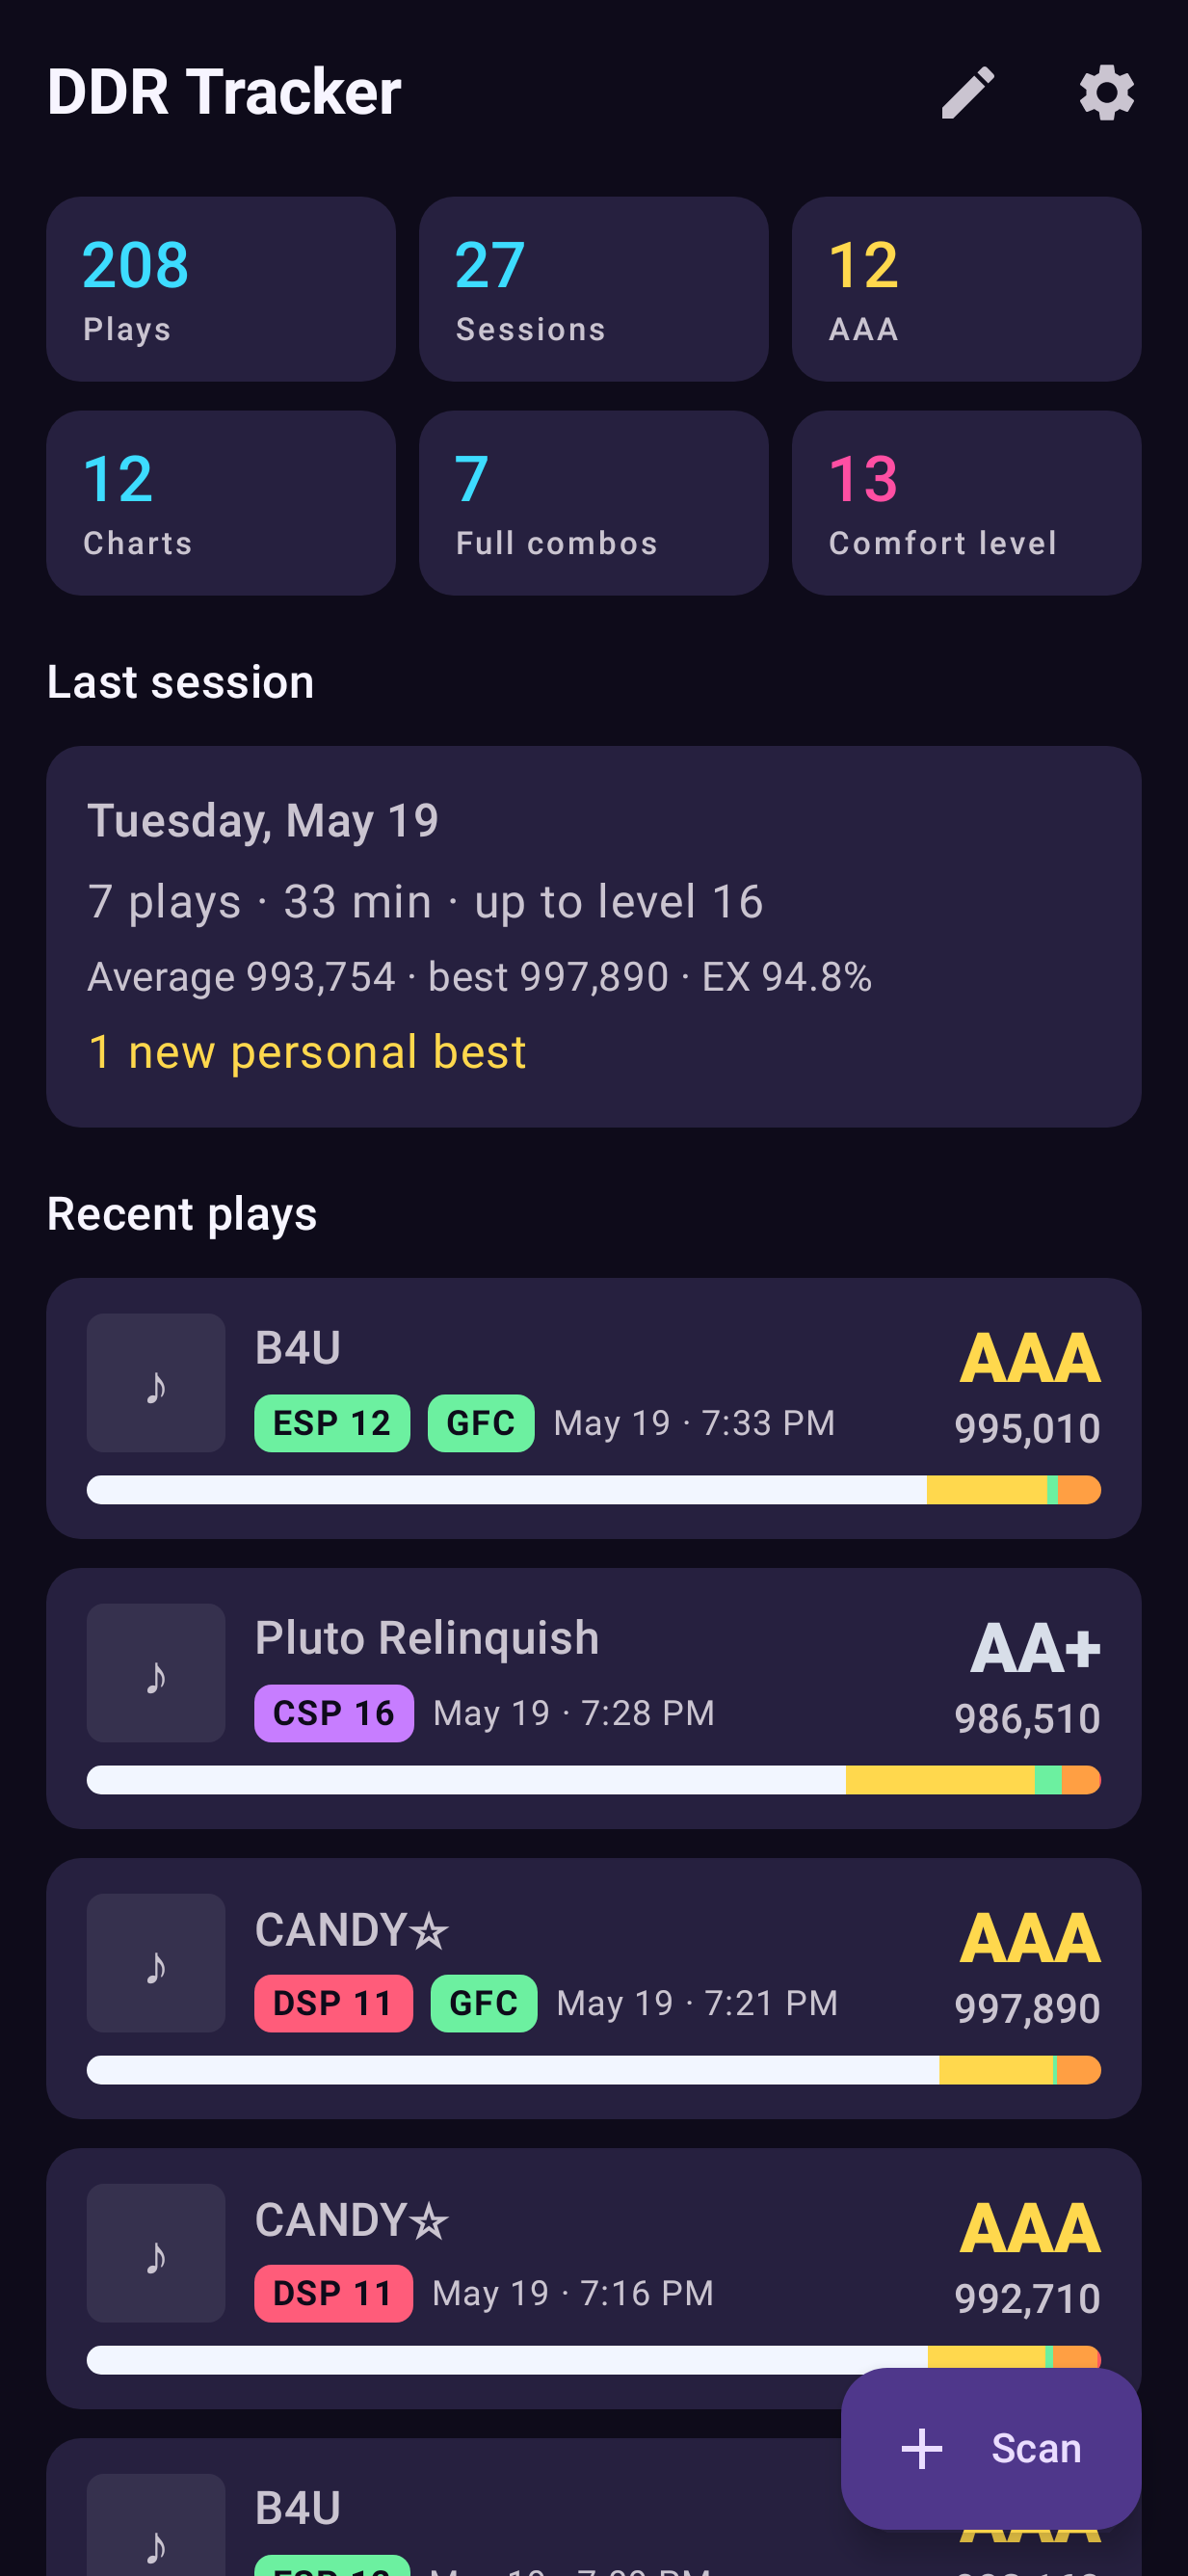 DDR Tracker
208
Plays
27
Sessions
12
AAA
12
Charts
7
Full combos
13
Comfort level
Last session
Tuesday, May 19
7 plays · 33 min · up to level 16
Average 993,754 · best 997,890 · EX 94.8%
1 new personal best
Recent plays
B4U
ESP 12 GFC May 19 · 7:33 PM
AAA
995,010
Pluto Relinquish
CSP 16 May 19 · 7:28 PM
AA+
986,510
CANDY☆
DSP 11 GFC May 19 · 7:21 PM
AAA
997,890
CANDY☆
DSP 11 May 19 · 7:16 PM
AAA
992,710
Scan
B4U